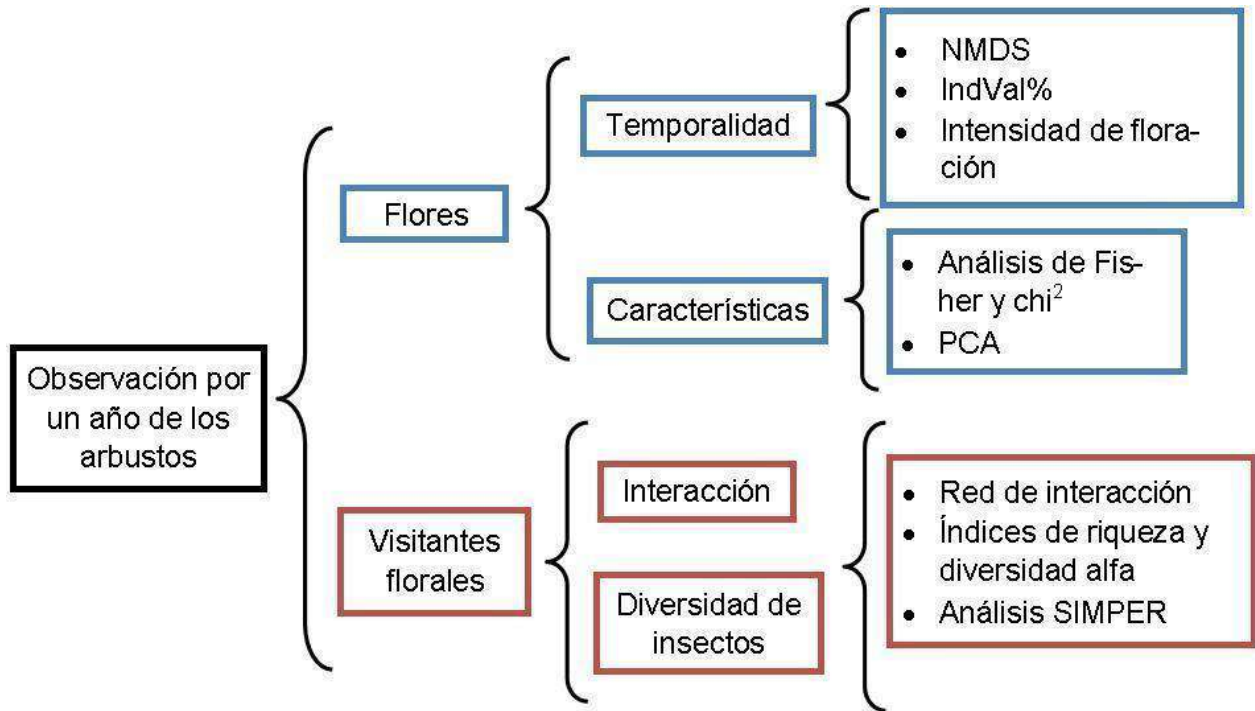 Observación por
un año de los
arbustos
Flores
Temporalidad
• NMDS
• IndVal%
• Intensidad de flora-
ción
Características
• Análisis de Fis-
her y chi²
• PCA
Visitantes
florales
Interacción
Diversidad de
insectos
• Red de interacción
• Índices de riqueza y
diversidad alfa
• Análisis SIMPER